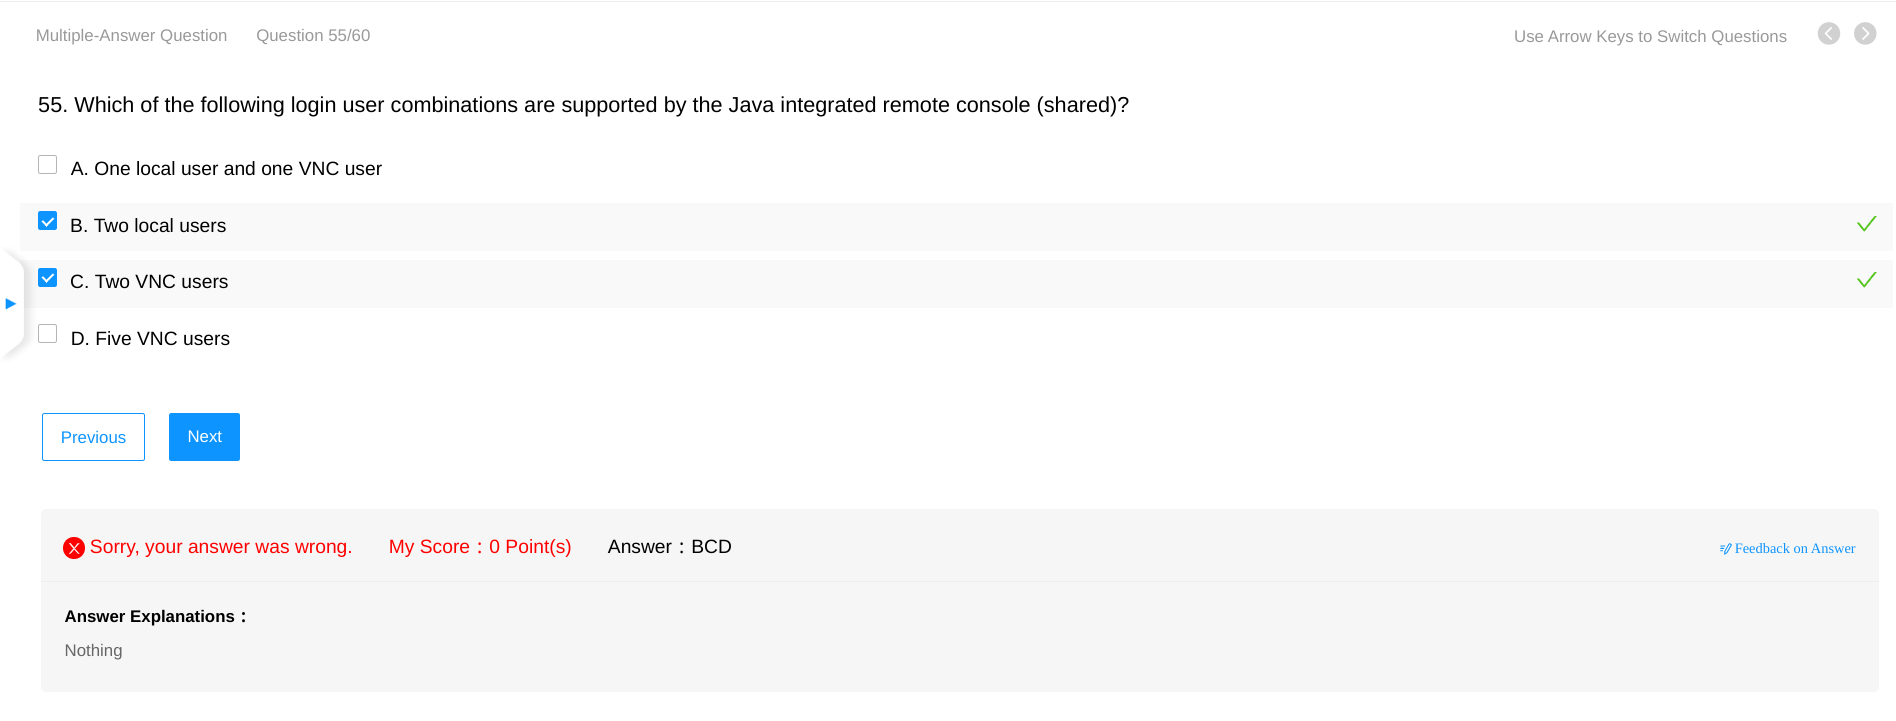 Multiple-Answer Question Question 55/60 Use Arrow Keys to Switch Questions
55. Which of the following login user combinations are supported by the Java integrated remote console (shared)?
A. One local user and one VNC user
B. Two local users
C. Two VNC users
D. Five VNC users
Previous Next
Sorry, your answer was wrong. My Score：0 Point(s) Answer：BCD Feedback on Answer
Answer Explanations：
Nothing